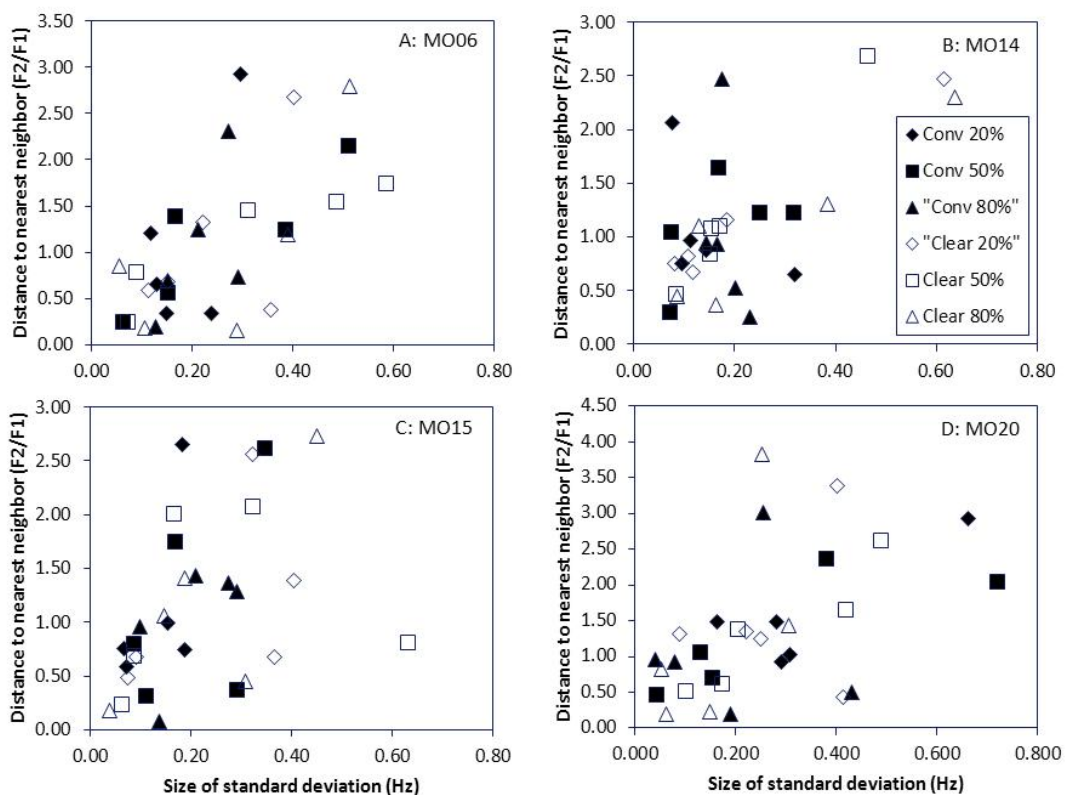 A: MO06
Distance to nearest neighbor (F2/F1)
3.50
3.00
2.50
2.00
1.50
1.00
0.50
0.00
0.00 0.20 0.40 0.60 0.80
B: MO14
Distance to nearest neighbor (F2/F1)
3.00
2.50
2.00
1.50
1.00
0.50
0.00
0.00 0.20 0.40 0.60 0.80
Conv 20%
Conv 50%
"Conv 80%"
"Clear 20%"
Clear 50%
Clear 80%
C: MO15
Distance to nearest neighbor (F2/F1)
3.00
2.50
2.00
1.50
1.00
0.50
0.00
0.00 0.20 0.40 0.60 0.80
Size of standard deviation (Hz)
D: MO20
Distance to nearest neighbor (F2/F1)
4.50
4.00
3.50
3.00
2.50
2.00
1.50
1.00
0.50
0.00
0.000 0.200 0.400 0.600 0.800
Size of standard deviation (Hz)